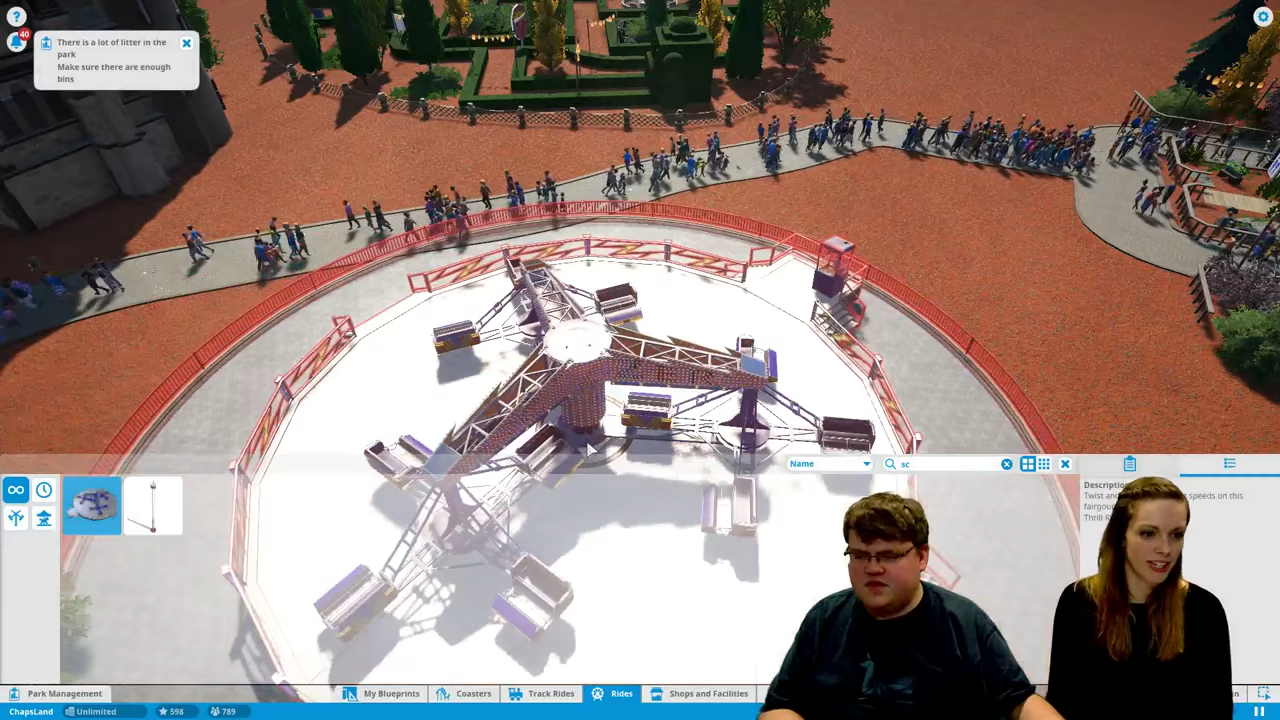 ?
40
There is a lot of litter in the
park
Make sure there are enough
bins
Name
sc
Description
Twist and
speeds on this
fairgrou
Thrill R
Park Management
My Blueprints
Coasters
Track Rides
Rides
Shops and Facilities
ChapsLand
Unlimited
598
789